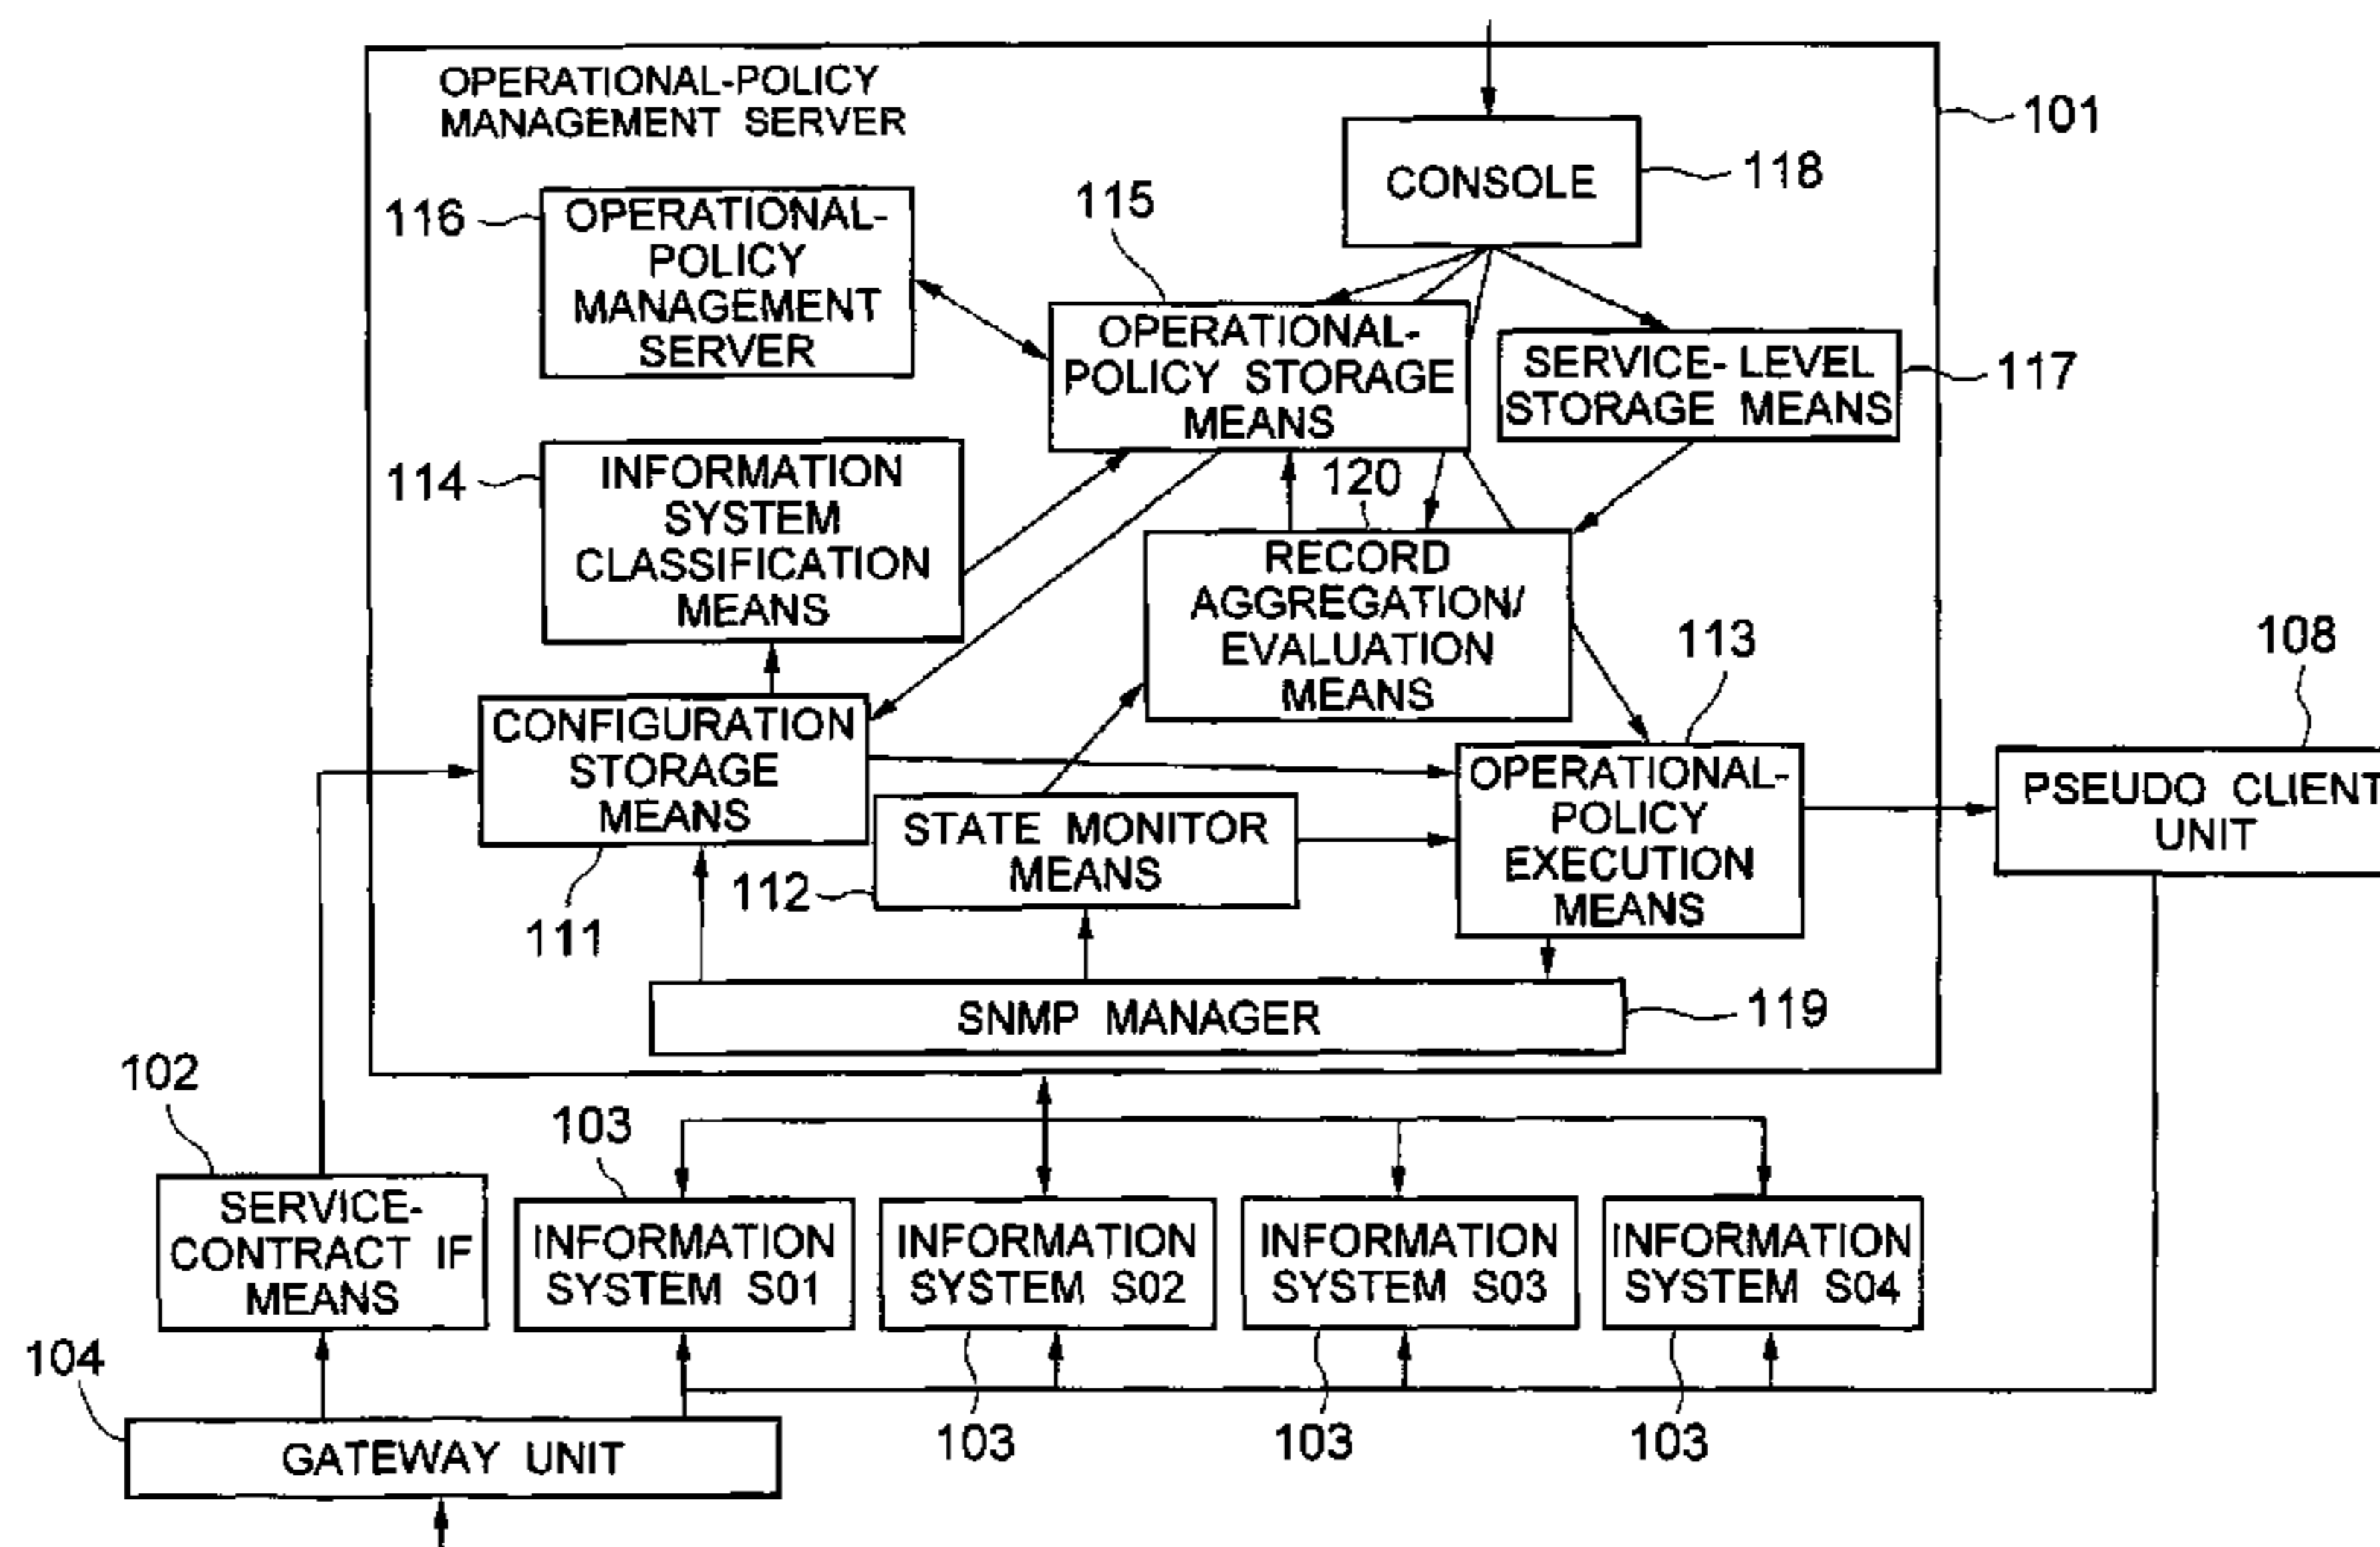 OPERATIONAL-POLICY
MANAGEMENT SERVER
101
CONSOLE
118
116
OPERATIONAL-
POLICY
MANAGEMENT
SERVER
115
OPERATIONAL-
POLICY STORAGE
MEANS
SERVICE-LEVEL
STORAGE MEANS
117
114
INFORMATION
SYSTEM
CLASSIFICATION
MEANS
120
RECORD
AGGREGATION/
EVALUATION
MEANS
113
108
CONFIGURATION
STORAGE
MEANS
111
STATE MONITOR
MEANS
112
OPERATIONAL-
POLICY
EXECUTION
MEANS
PSEUDO CLIENT
UNIT
SNMP MANAGER
119
102
SERVICE-
CONTRACT IF
MEANS
103
INFORMATION
SYSTEM S01
INFORMATION
SYSTEM S02
INFORMATION
SYSTEM S03
INFORMATION
SYSTEM S04
104
GATEWAY UNIT
103
103
103